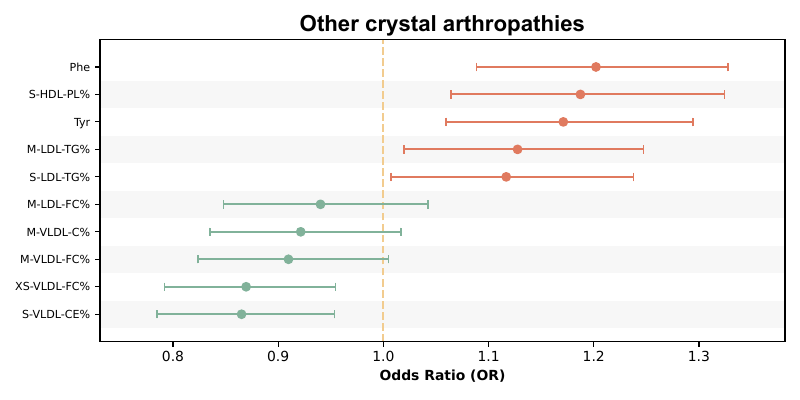 Other crystal arthropathies
Phe
S-HDL-PL%
Tyr
M-LDL-TG%
S-LDL-TG%
M-LDL-FC%
M-VLDL-C%
M-VLDL-FC%
XS-VLDL-FC%
S-VLDL-CE%
0.8 0.9 1.0 1.1 1.2 1.3
Odds Ratio (OR)